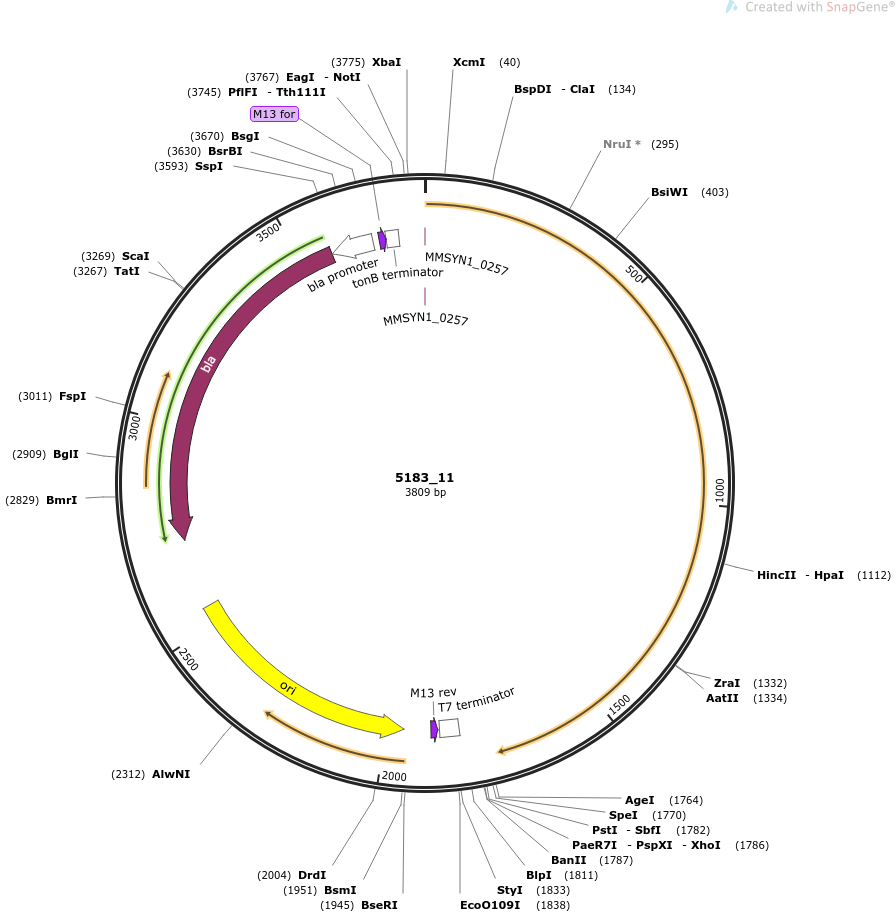 Created with SnapGene®
(3775) XbaI
XcmI (40)
(3767) EagI - NotI
BspDI - ClaI (134)
(3745) PflFI - Tth111I
M13 for
(3670) BsgI
NruI * (295)
(3630) BsrBI
(3593) SspI
BsiWI (403)
3500
(3269) ScaI
MMSYN1_0257
500
(3267) TatI
bla promoter
tonB terminator
MMSYN1_0257
bla
(3011) FspI
3000
(2909) BglI
5183_11
3809 bp
1000
(2829) BmrI
HincII - HpaI (1112)
2500
ZraI (1332)
ori
M13 rev
AatII (1334)
T7 terminator
1500
(2312) AlwNI
2000
AgeI (1764)
SpeI (1770)
PstI - SbfI (1782)
PaeR7I - PspXI - XhoI (1786)
BanII (1787)
(2004) DrdI
BlpI (1811)
(1951) BsmI
StyI (1833)
(1945) BseRI
EcoO109I (1838)